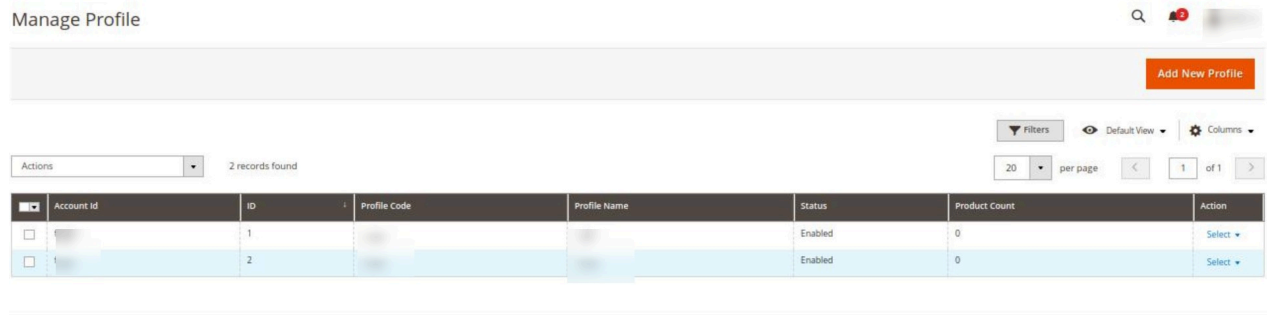 Manage Profile
2
Add New Profile
Filters Default View Columns
Actions 2 records found 20 per page 1 of 1
Account Id ID Profile Code Profile Name Status Product Count Action
1 Enabled 0 Select
2 Enabled 0 Select